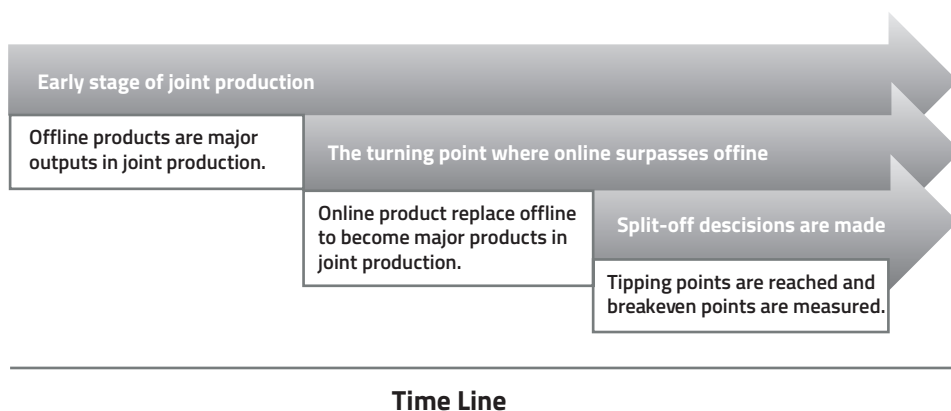 Early stage of joint production
Offline products are major
outputs in joint production.
The turning point where online surpasses offine
Online product replace offline
to become major products in
joint production.
Split-off descisions are made
Tipping points are reached and
breakeven points are measured.
Time Line